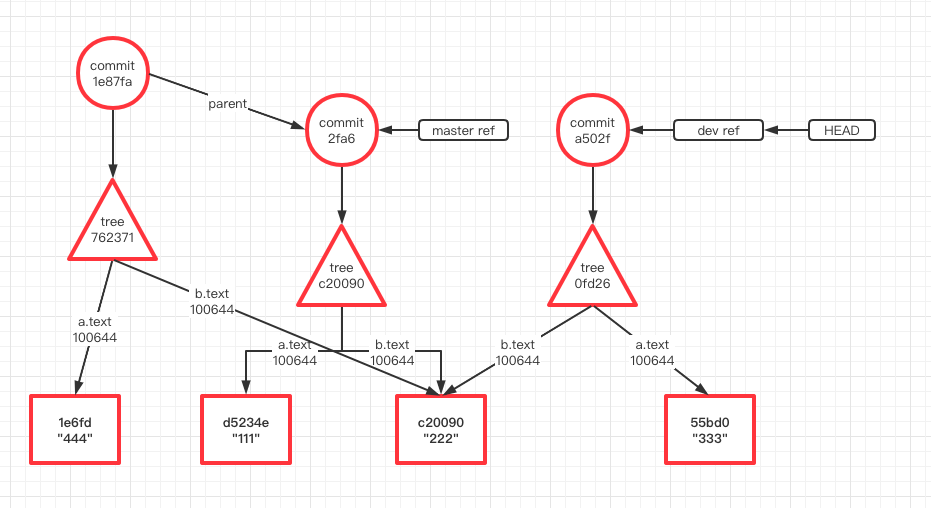 commit
1e87fa
parent
commit
2fa6
master ref
commit
a502f
dev ref
HEAD
tree
762371
tree
c20090
tree
0fd26
b.text
100644
a.text
100644
a.text
100644
b.text
100644
b.text
100644
a.text
100644
1e6fd
"444"
d5234e
"111"
c20090
"222"
55bd0
"333"